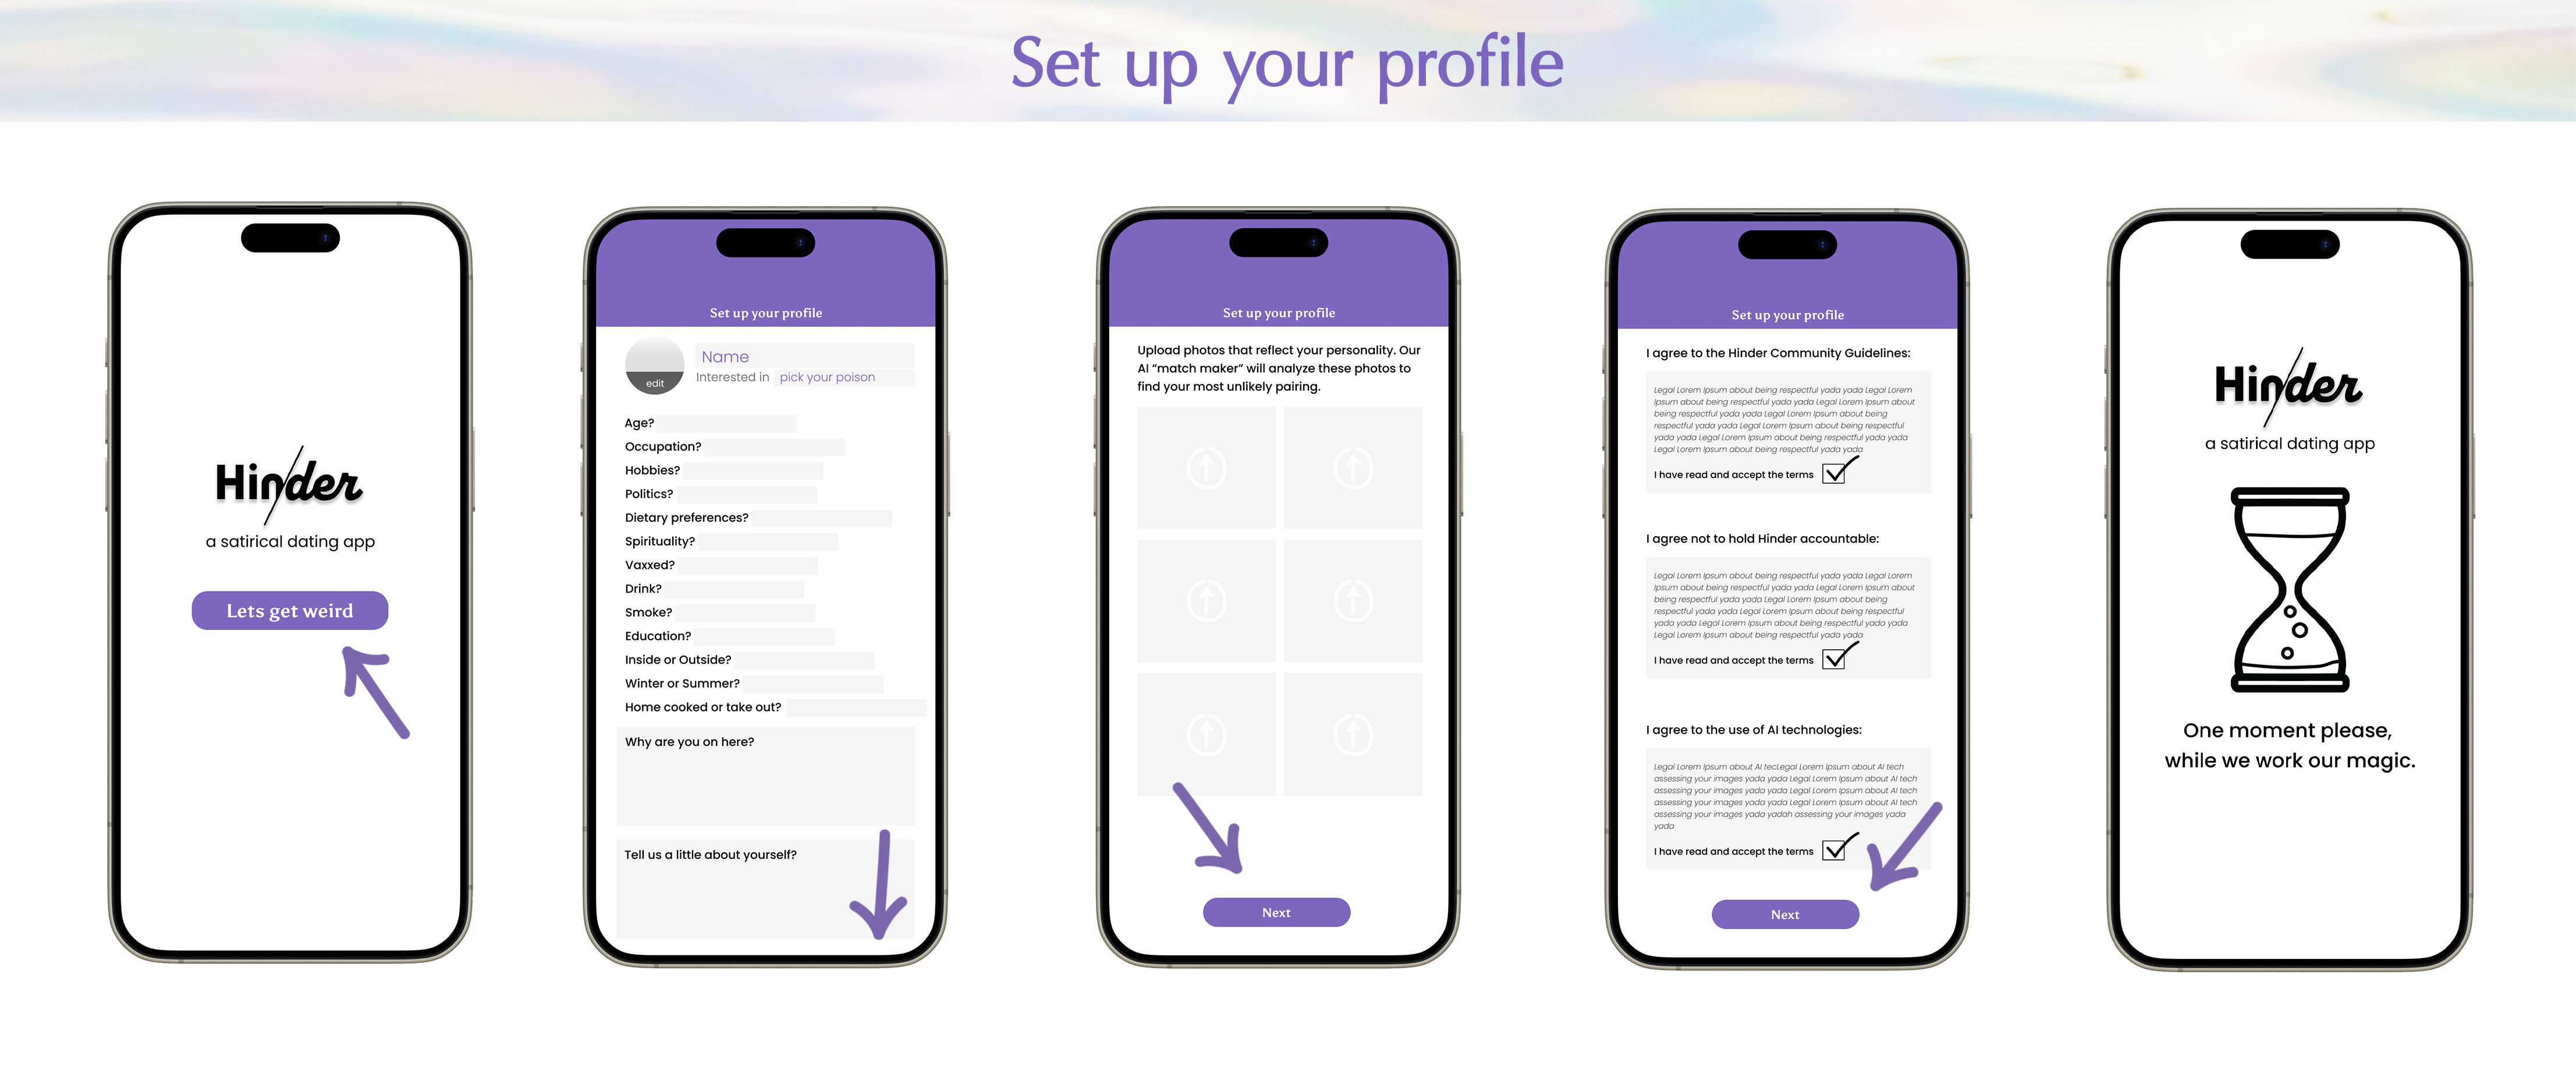 Set up your profile
Hinder
a satirical dating app
Lets get weird
Set up your profile
edit
Name
Interested in pick your poison
Age?
Occupation?
Hobbies?
Politics?
Dietary preferences?
Spirituality?
Vaxxed?
Drink?
Smoke?
Education?
Inside or Outside?
Winter or Summer?
Home cooked or take out?
Why are you on here?
Tell us a little about yourself?
Set up your profile
Upload photos that reflect your personality. Our
AI “match maker” will analyze these photos to
find your most unlikely pairing.
Next
Set up your profile
I agree to the Hinder Community Guidelines:
Legal Lorem Ipsum about being respectful yada yada Legal Lorem
Ipsum about being respectful yada yada Legal Lorem Ipsum about
being respectful yada yada Legal Lorem Ipsum about being
respectful yada yada Legal Lorem Ipsum about being respectful
yada yada Legal Lorem Ipsum about being respectful yada yada
Legal Lorem Ipsum about being respectful yada yada
I have read and accept the terms
I agree not to hold Hinder accountable:
Legal Lorem Ipsum about being respectful yada yada Legal Lorem
Ipsum about being respectful yada yada Legal Lorem Ipsum about
being respectful yada yada Legal Lorem Ipsum about being
respectful yada yada Legal Lorem Ipsum about being respectful
yada yada Legal Lorem Ipsum about being respectful yada yada
Legal Lorem Ipsum about being respectful yada yada
I have read and accept the terms
I agree to the use of AI technologies:
Legal Lorem Ipsum about AI tecLegal Lorem Ipsum about AI tech
assessing your images yada yada Legal Lorem Ipsum about AI tech
assessing your images yada yada Legal Lorem Ipsum about AI tech
assessing your images yada yada Legal Lorem Ipsum about AI tech
assessing your images yada yadah assessing your images yada
yada
I have read and accept the terms
Next
Hinder
a satirical dating app
One moment please,
while we work our magic.